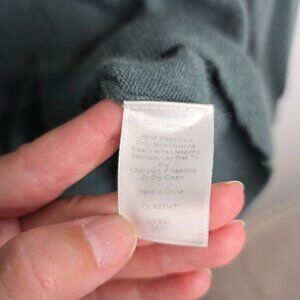 100%
Hand Wash Cold
Only Non-Chlorine
Bleach When Needed
Reshape, Lay Flat To
Dry
Cool Iron, If Needed
Or Dry Clean.
Made in China